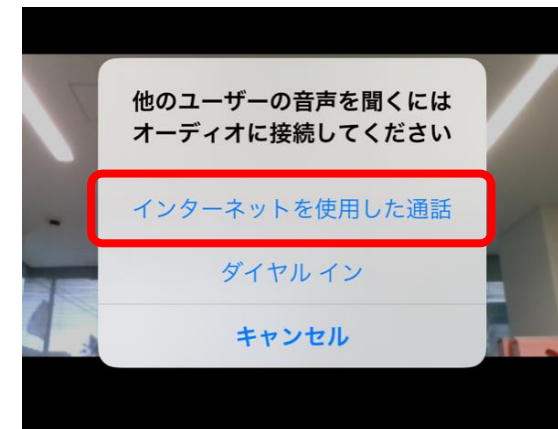 他のユーザーの音声を聞くには
オーディオに接続してください
インターネットを使用した通話
ダイヤル イン
キャンセル